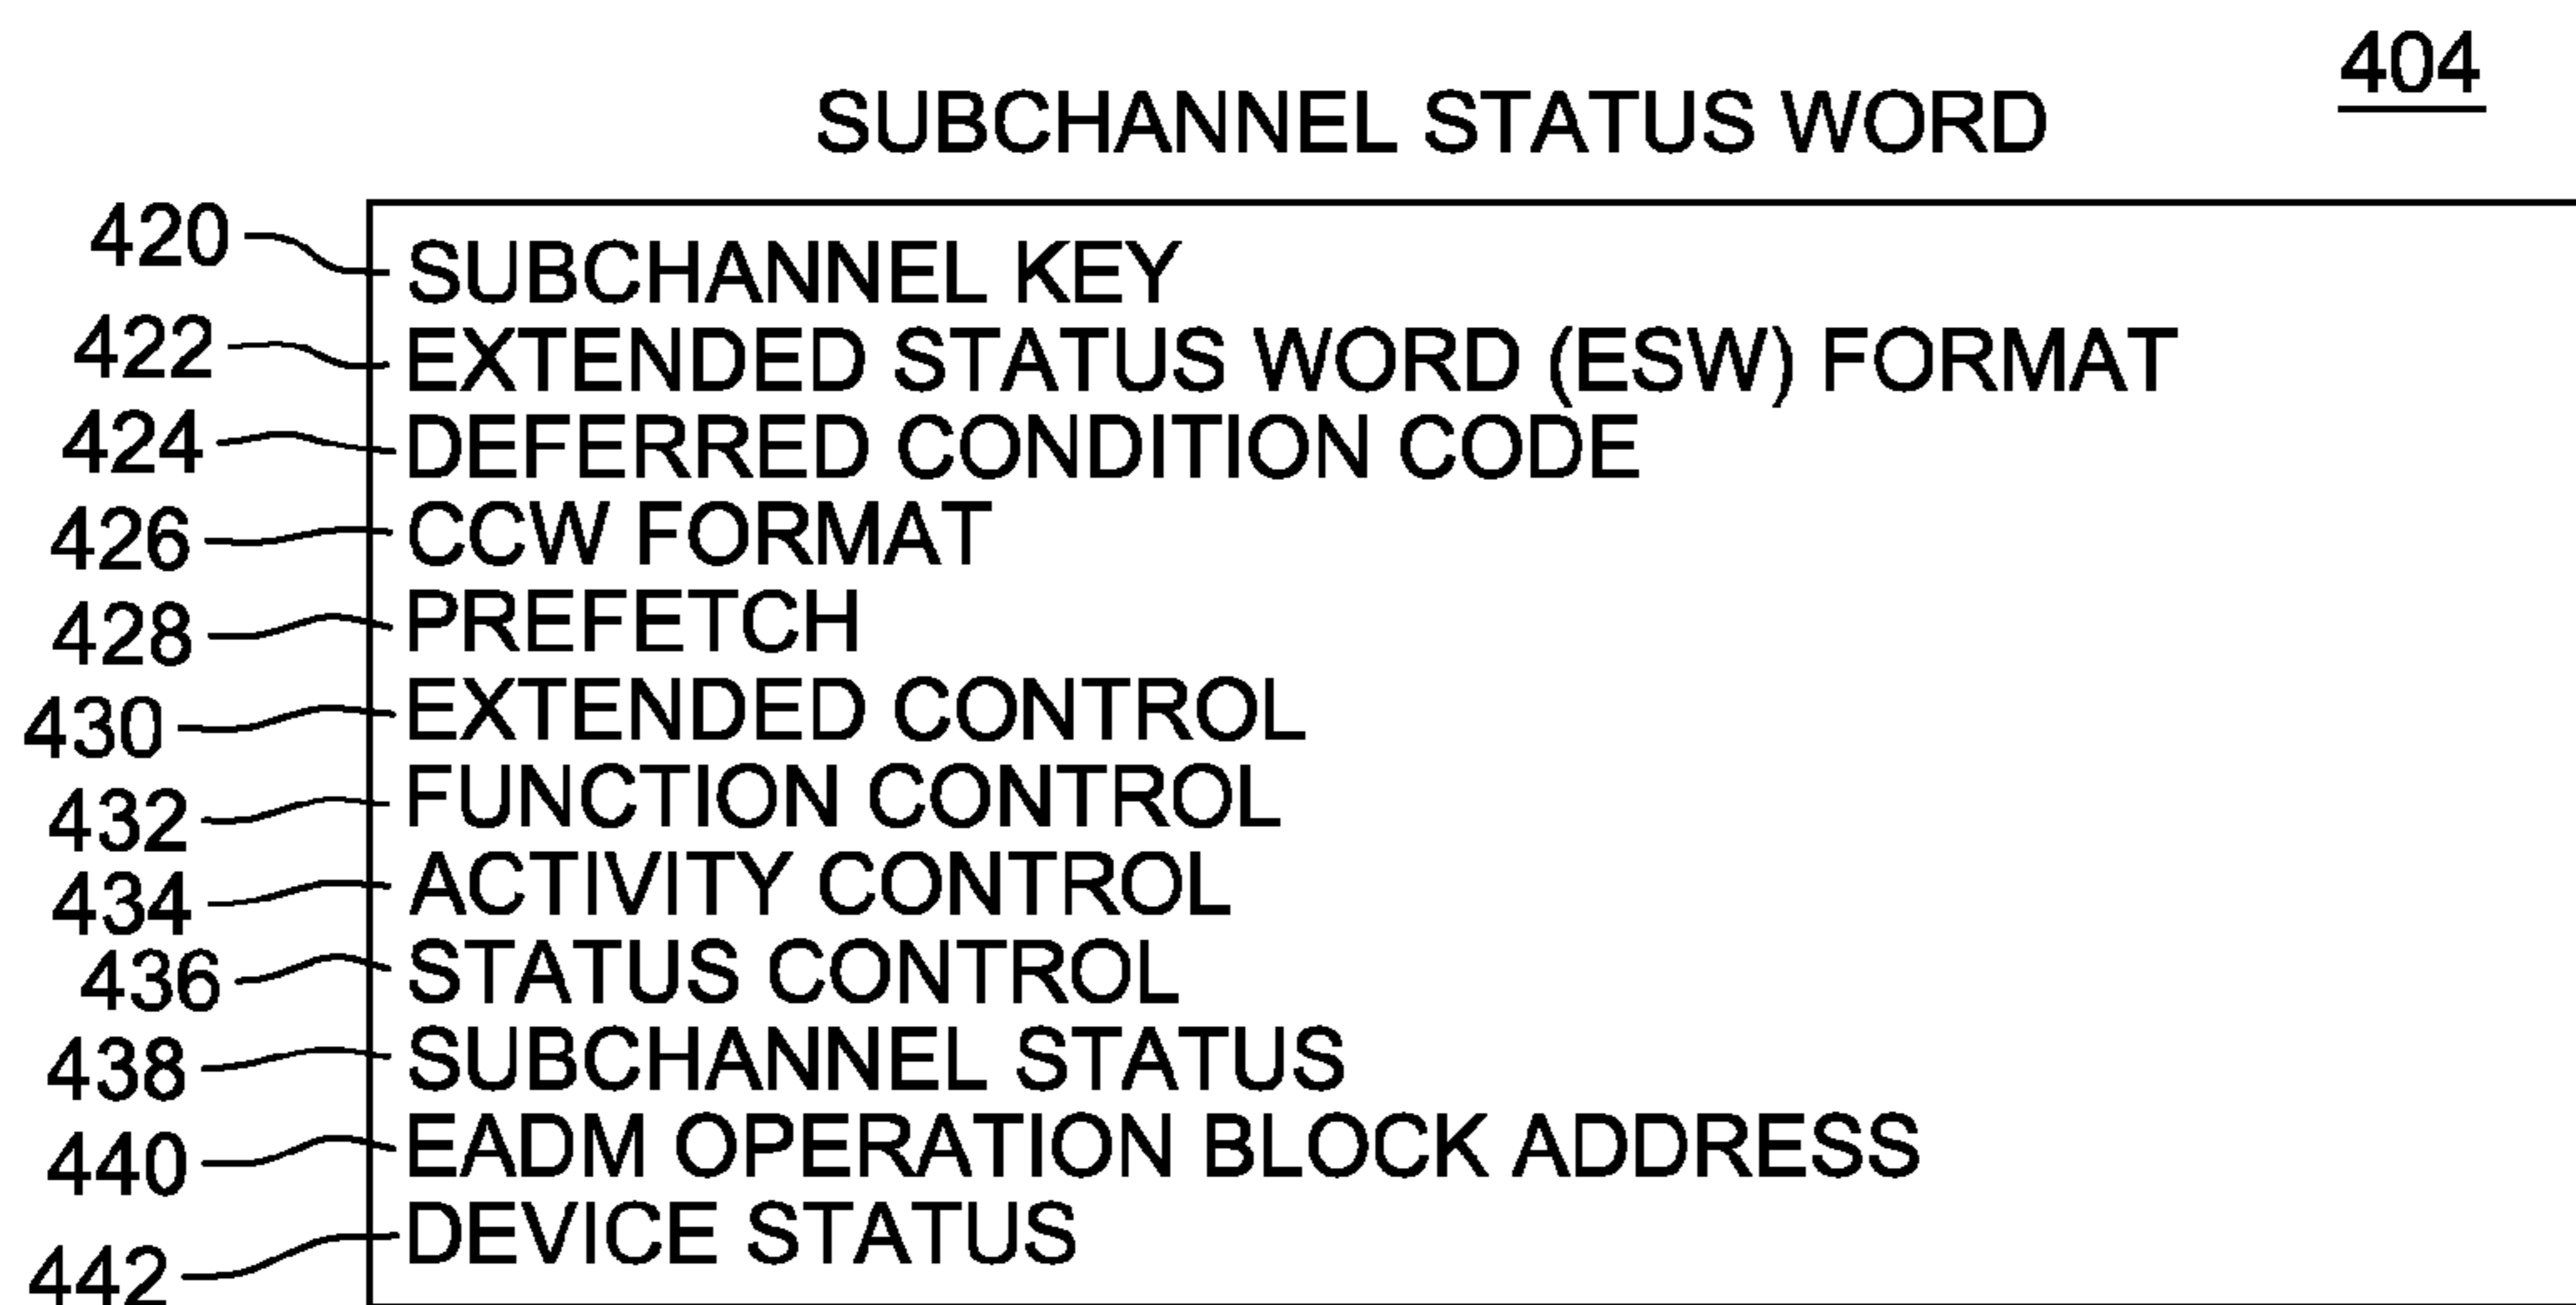 404
SUBCHANNEL STATUS WORD
420 SUBCHANNEL KEY
422 EXTENDED STATUS WORD (ESW) FORMAT
424 DEFERRED CONDITION CODE
426 CCW FORMAT
428 PREFETCH
430 EXTENDED CONTROL
432 FUNCTION CONTROL
434 ACTIVITY CONTROL
436 STATUS CONTROL
438 SUBCHANNEL STATUS
440 EADM OPERATION BLOCK ADDRESS
442 DEVICE STATUS